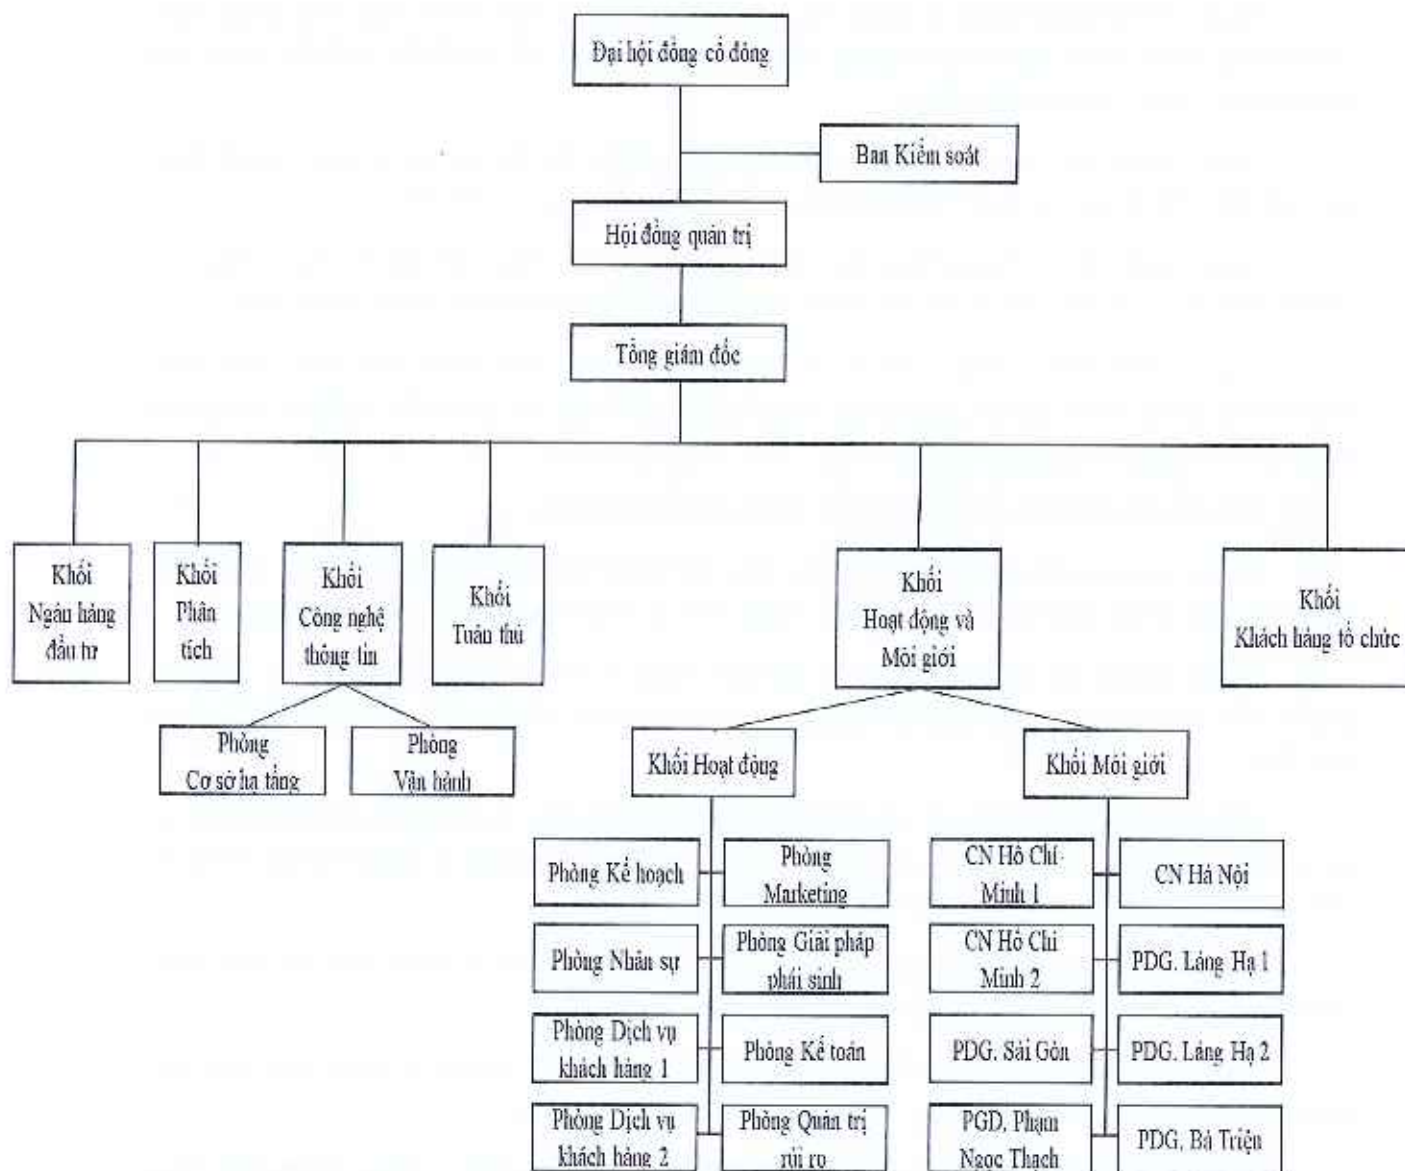 Đại hội đồng cổ đông
Ban Kiểm soát
Hội đồng quản trị
Tổng giám đốc
Khối
Ngân hàng
đầu tư
Khối
Phân
tích
Khối
Công nghệ
thông tin
Khối
Tuân thủ
Khối
Hoạt động và
Môi giới
Khối
Khách hàng tổ chức
Phòng
Cơ sở hạ tầng
Phòng
Vận hành
Khối Hoạt động
Khối Môi giới
Phòng Kế hoạch
Phòng
Marketing
Phòng Nhân sự
Phòng Giải pháp
phái sinh
Phòng Dịch vụ
khách hàng 1
Phòng Kế toán
Phòng Dịch vụ
khách hàng 2
Phòng Quản trị
rủi ro
CN Hồ Chí
Minh 1
CN Hà Nội
CN Hồ Chí
Minh 2
PDG. Láng Hạ 1
PDG. Sài Gòn
PDG. Láng Hạ 2
PGD. Phạm
Ngọc Thạch
PDG. Bà Triệu